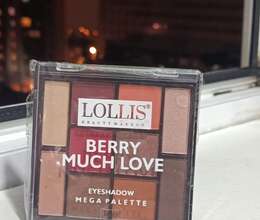 LOLLIS®
BEAUTY MAKEUP
BERRY
MUCH LOVE
EYESHADOW
MEGA PALETTE